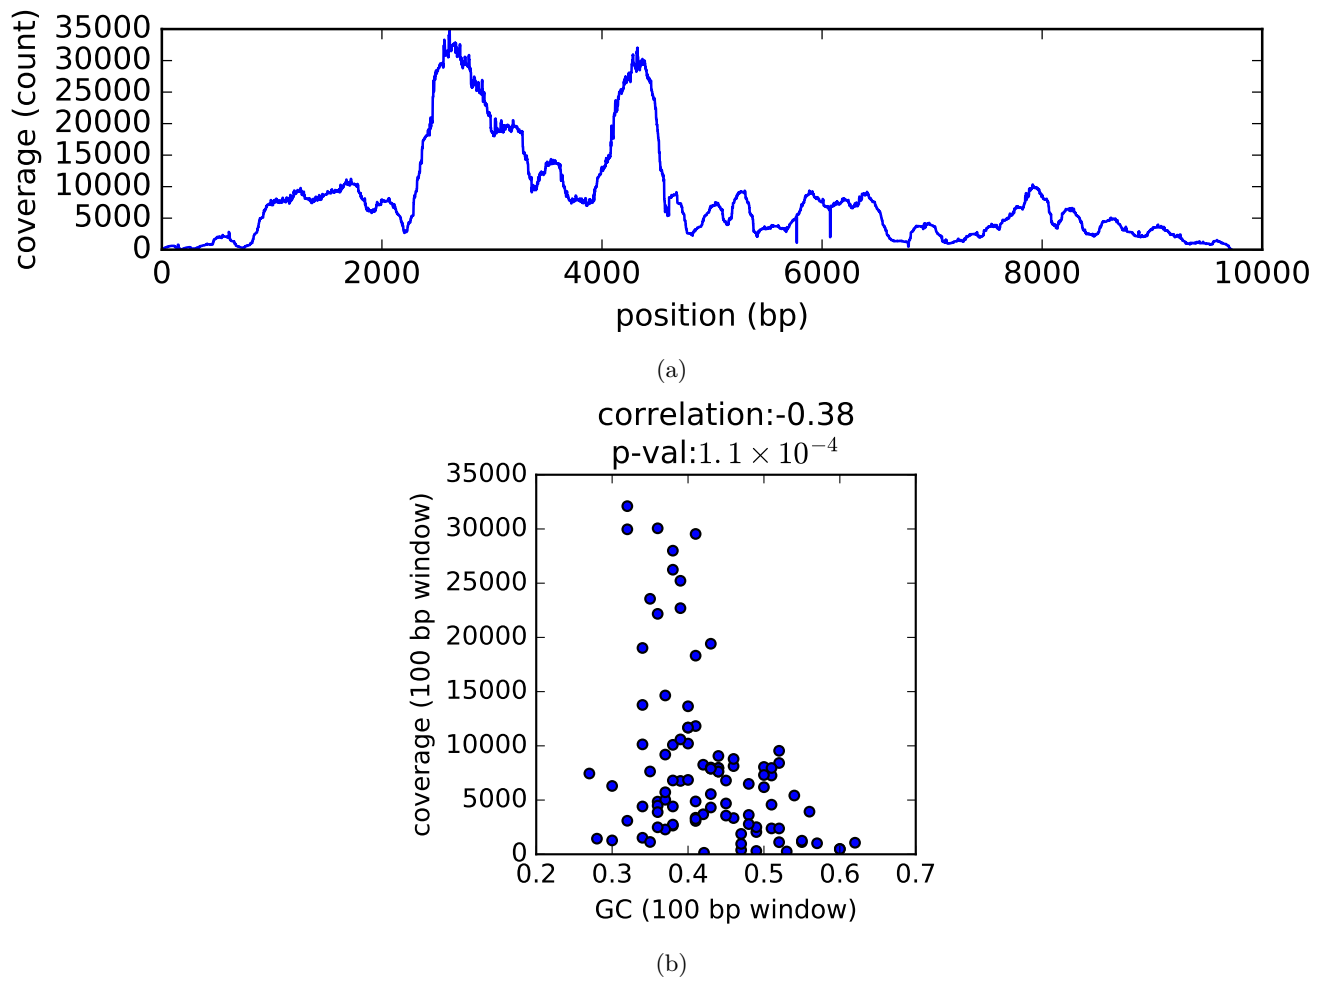 35000
30000
25000
20000
15000
10000
5000
0
coverage (count)
0 2000 4000 6000 8000 10000
position (bp)
(a)
correlation:-0.38
p-val:1.1 × 10⁻⁴
35000
30000
25000
20000
15000
10000
5000
0
coverage (100 bp window)
0.2 0.3 0.4 0.5 0.6 0.7
GC (100 bp window)
(b)